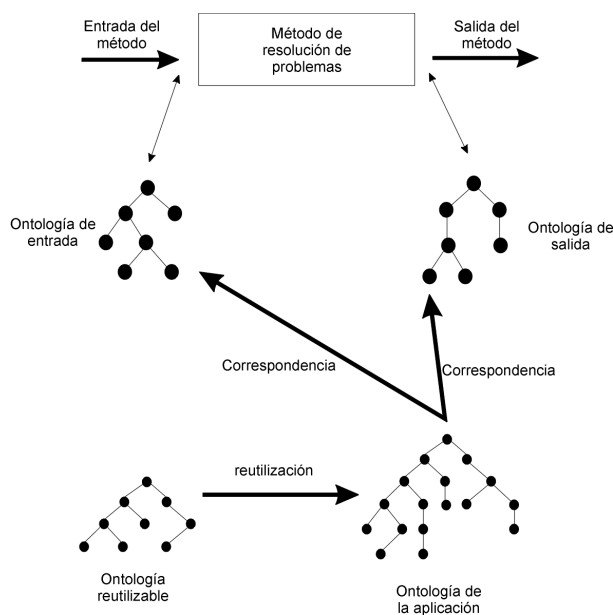 Entrada del
método
Método de
resolución de
problemas
Salida del
método
Ontología de
entrada
Ontología de
salida
Correspondencia
Correspondencia
reutilización
Ontología
reutilizable
Ontología de
la aplicación